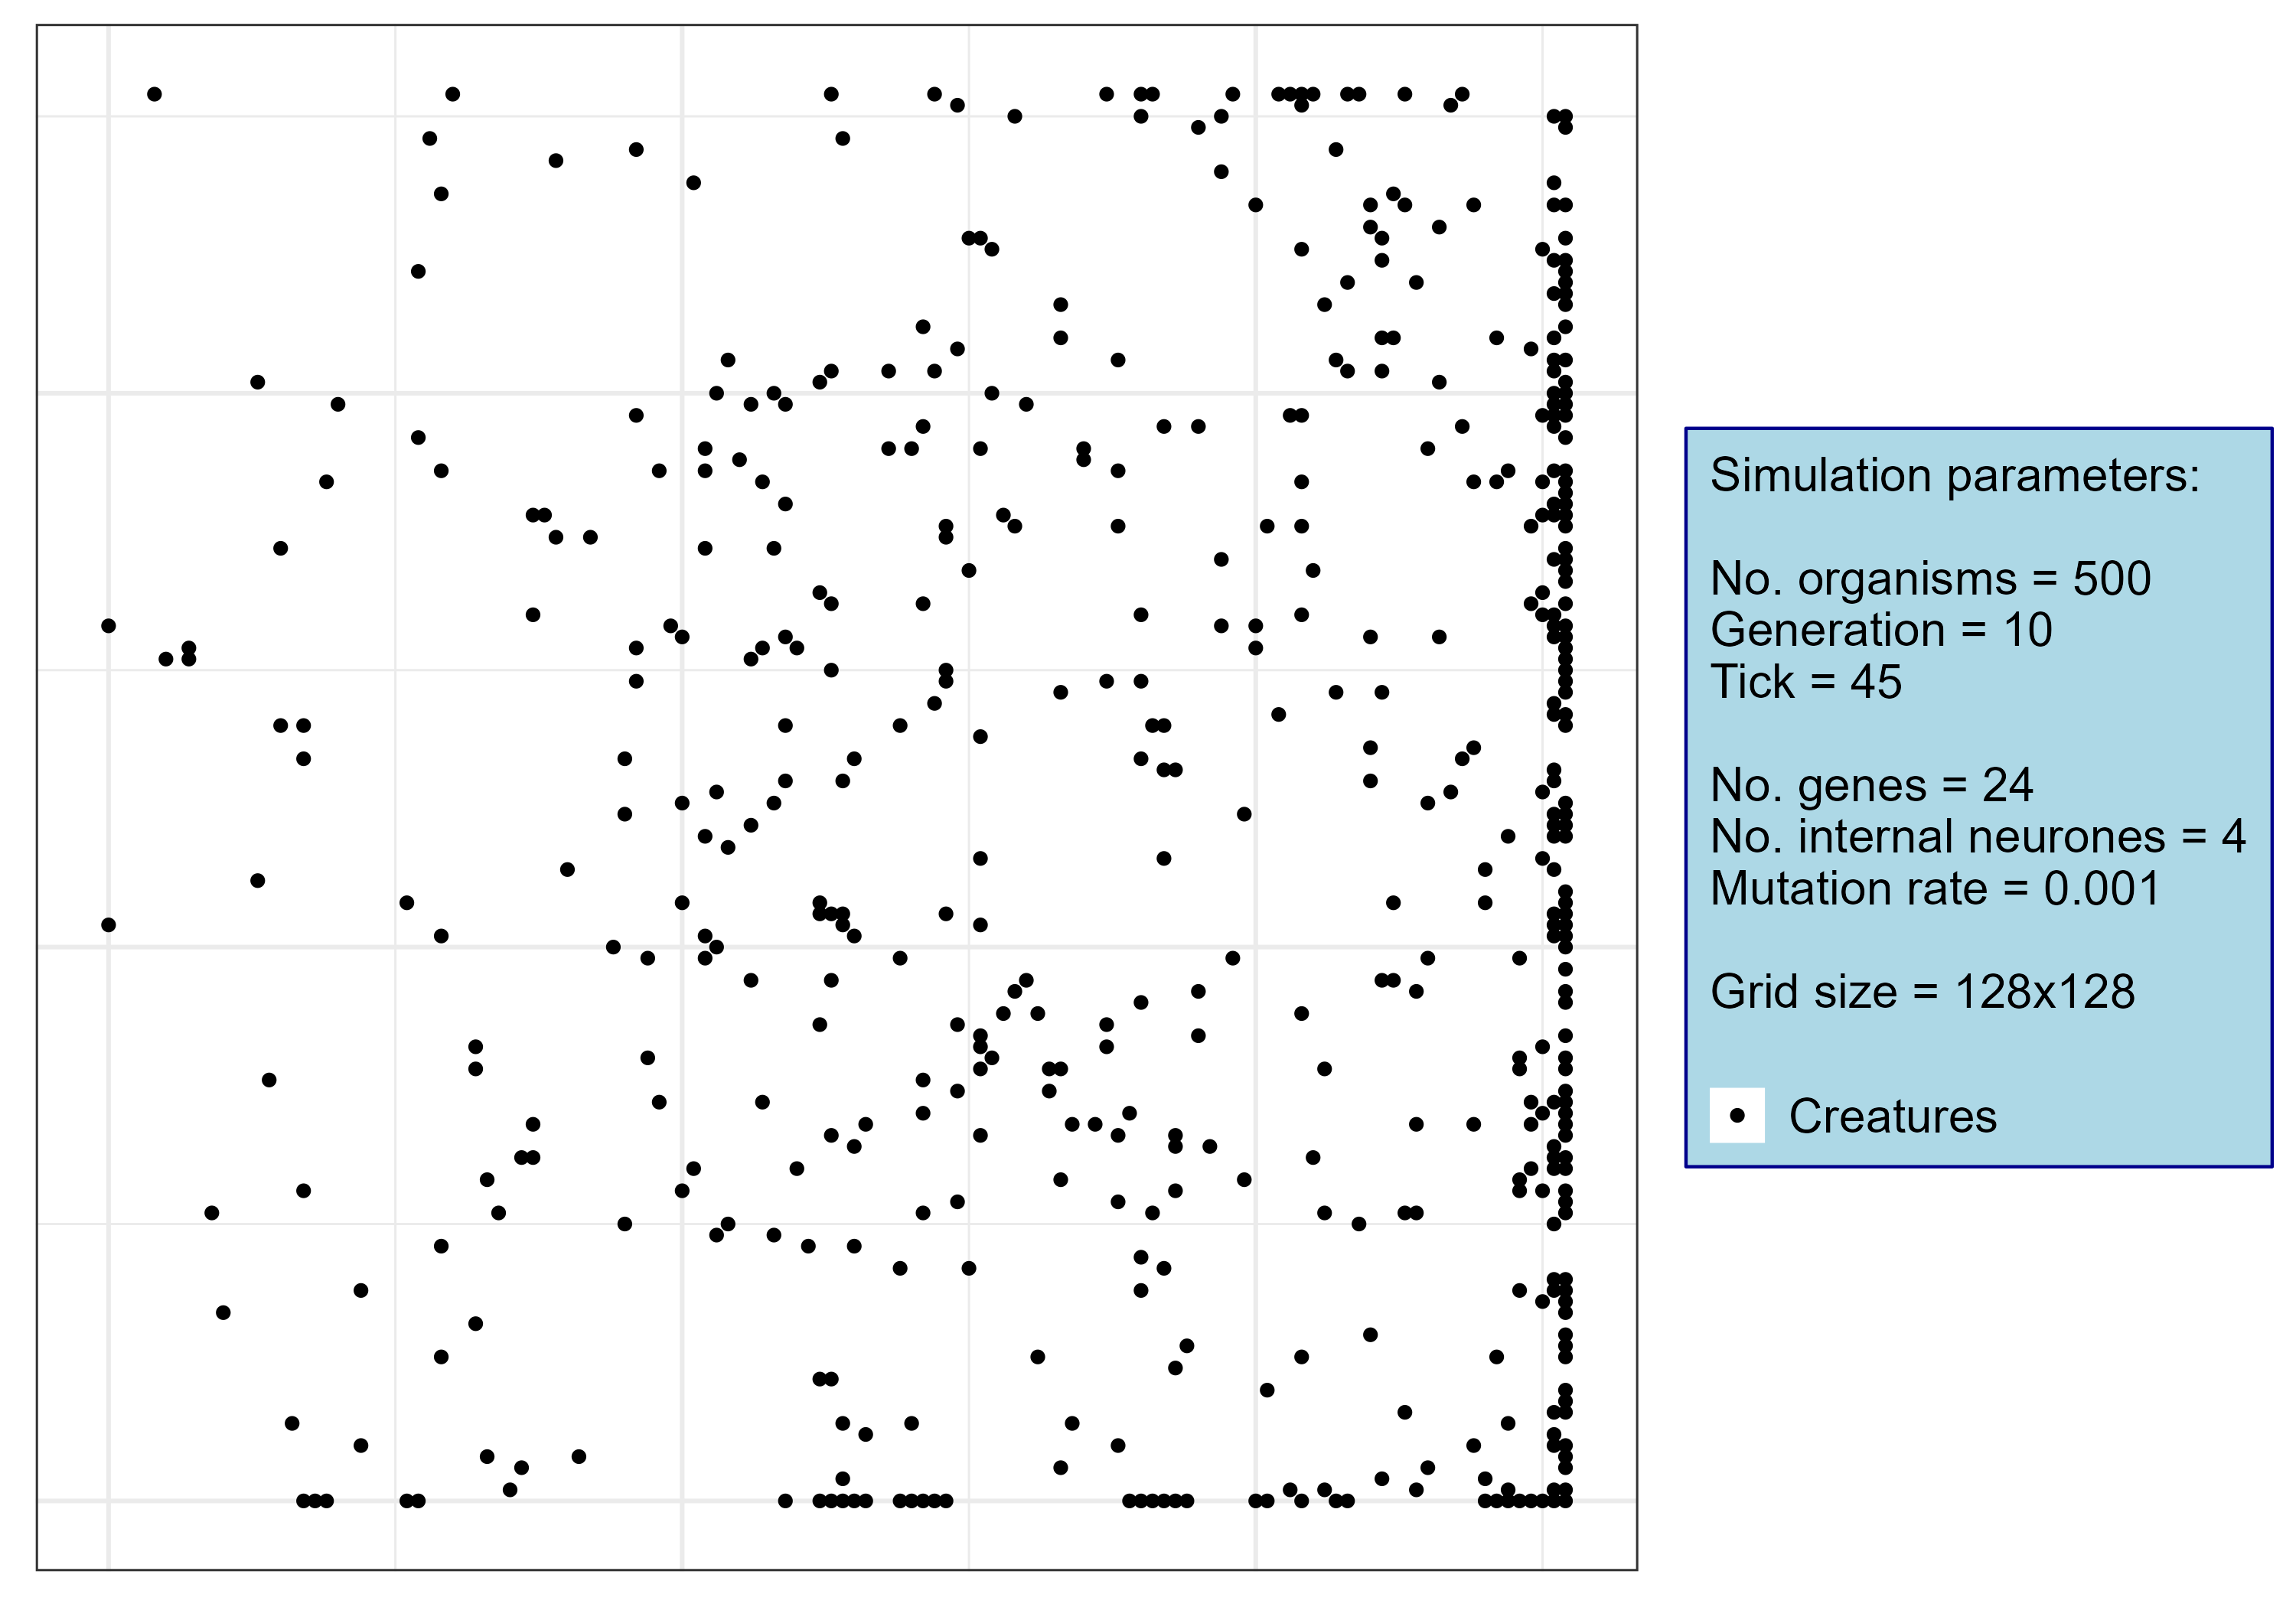 Simulation parameters:
No. organisms = 500
Generation = 10
Tick = 45
No. genes = 24
No. internal neurones = 4
Mutation rate = 0.001
Grid size = 128x128
Creatures